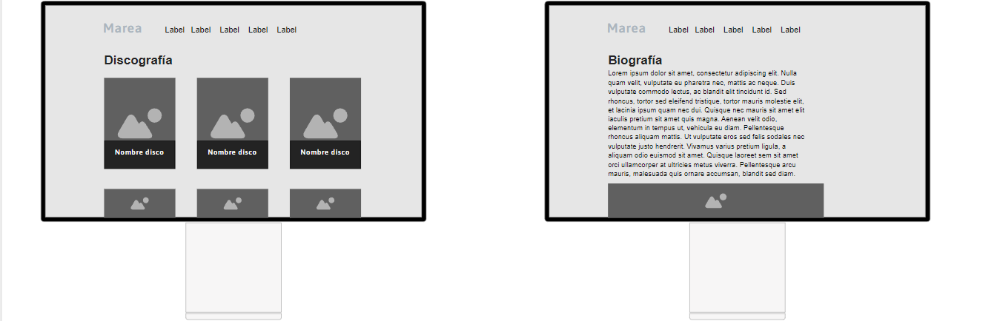 Marea Label Label Label Label Label
Discografía
Nombre disco Nombre disco Nombre disco
Marea Label Label Label Label Label
Biografía
Lorem ipsum dolor sit amet, consectetur adipiscing elit. Nulla
quam velit, vulputate eu pharetra nec, mattis ac neque. Duis
vulputate commodo lectus, ac blandit elit tincidunt id. Sed
rhoncus, tortor sed eleifend tristique, tortor mauris molestie elit,
et lacinia ipsum quam nec dui. Quisque nec mauris sit amet elit
iaculis pretium sit amet quis magna. Aenean velit odio,
elementum in tempus ut, vehicula eu diam. Pellentesque
rhoncus aliquam mattis. Ut vulputate eros sed felis sodales nec
vulputate justo hendrerit. Vivamus varius pretium ligula, a
aliquam odio euismod sit amet. Quisque laoreet sem sit amet
orci ullamcorper at ultricies metus viverra. Pellentesque arcu
mauris, malesuada quis ornare accumsan, blandit sed diam.